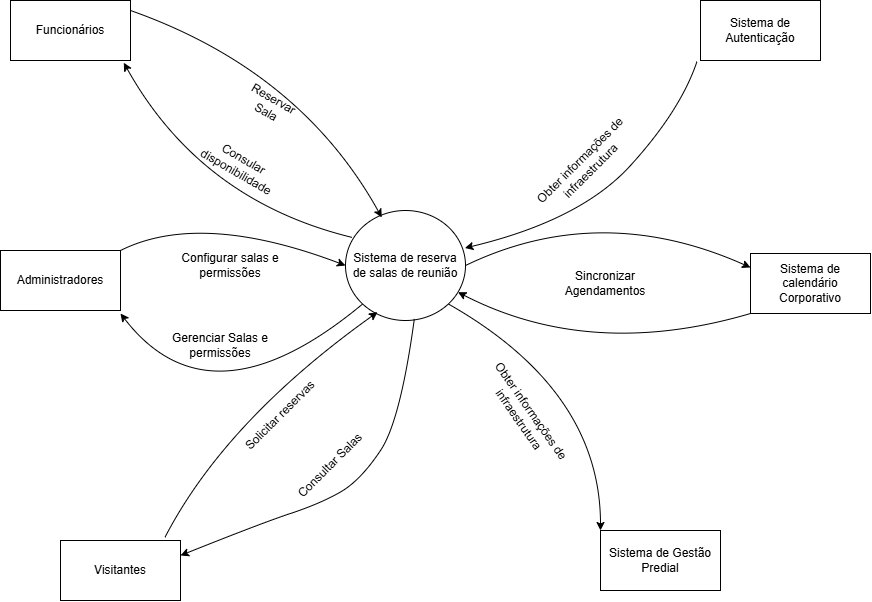 Funcionários
Sistema de
Autenticação
Reservar
Sala
Consular
disponibilidade
Obter informações de
infraestrutura
Administradores
Configurar salas e
permissões
Sistema de reserva
de salas de reunião
Sincronizar
Agendamentos
Sistema de
calendário
Corporativo
Gerenciar Salas e
permissões
Solicitar reservas
Consultar Salas
Obter informações de
infraestrutura
Visitantes
Sistema de Gestão
Predial